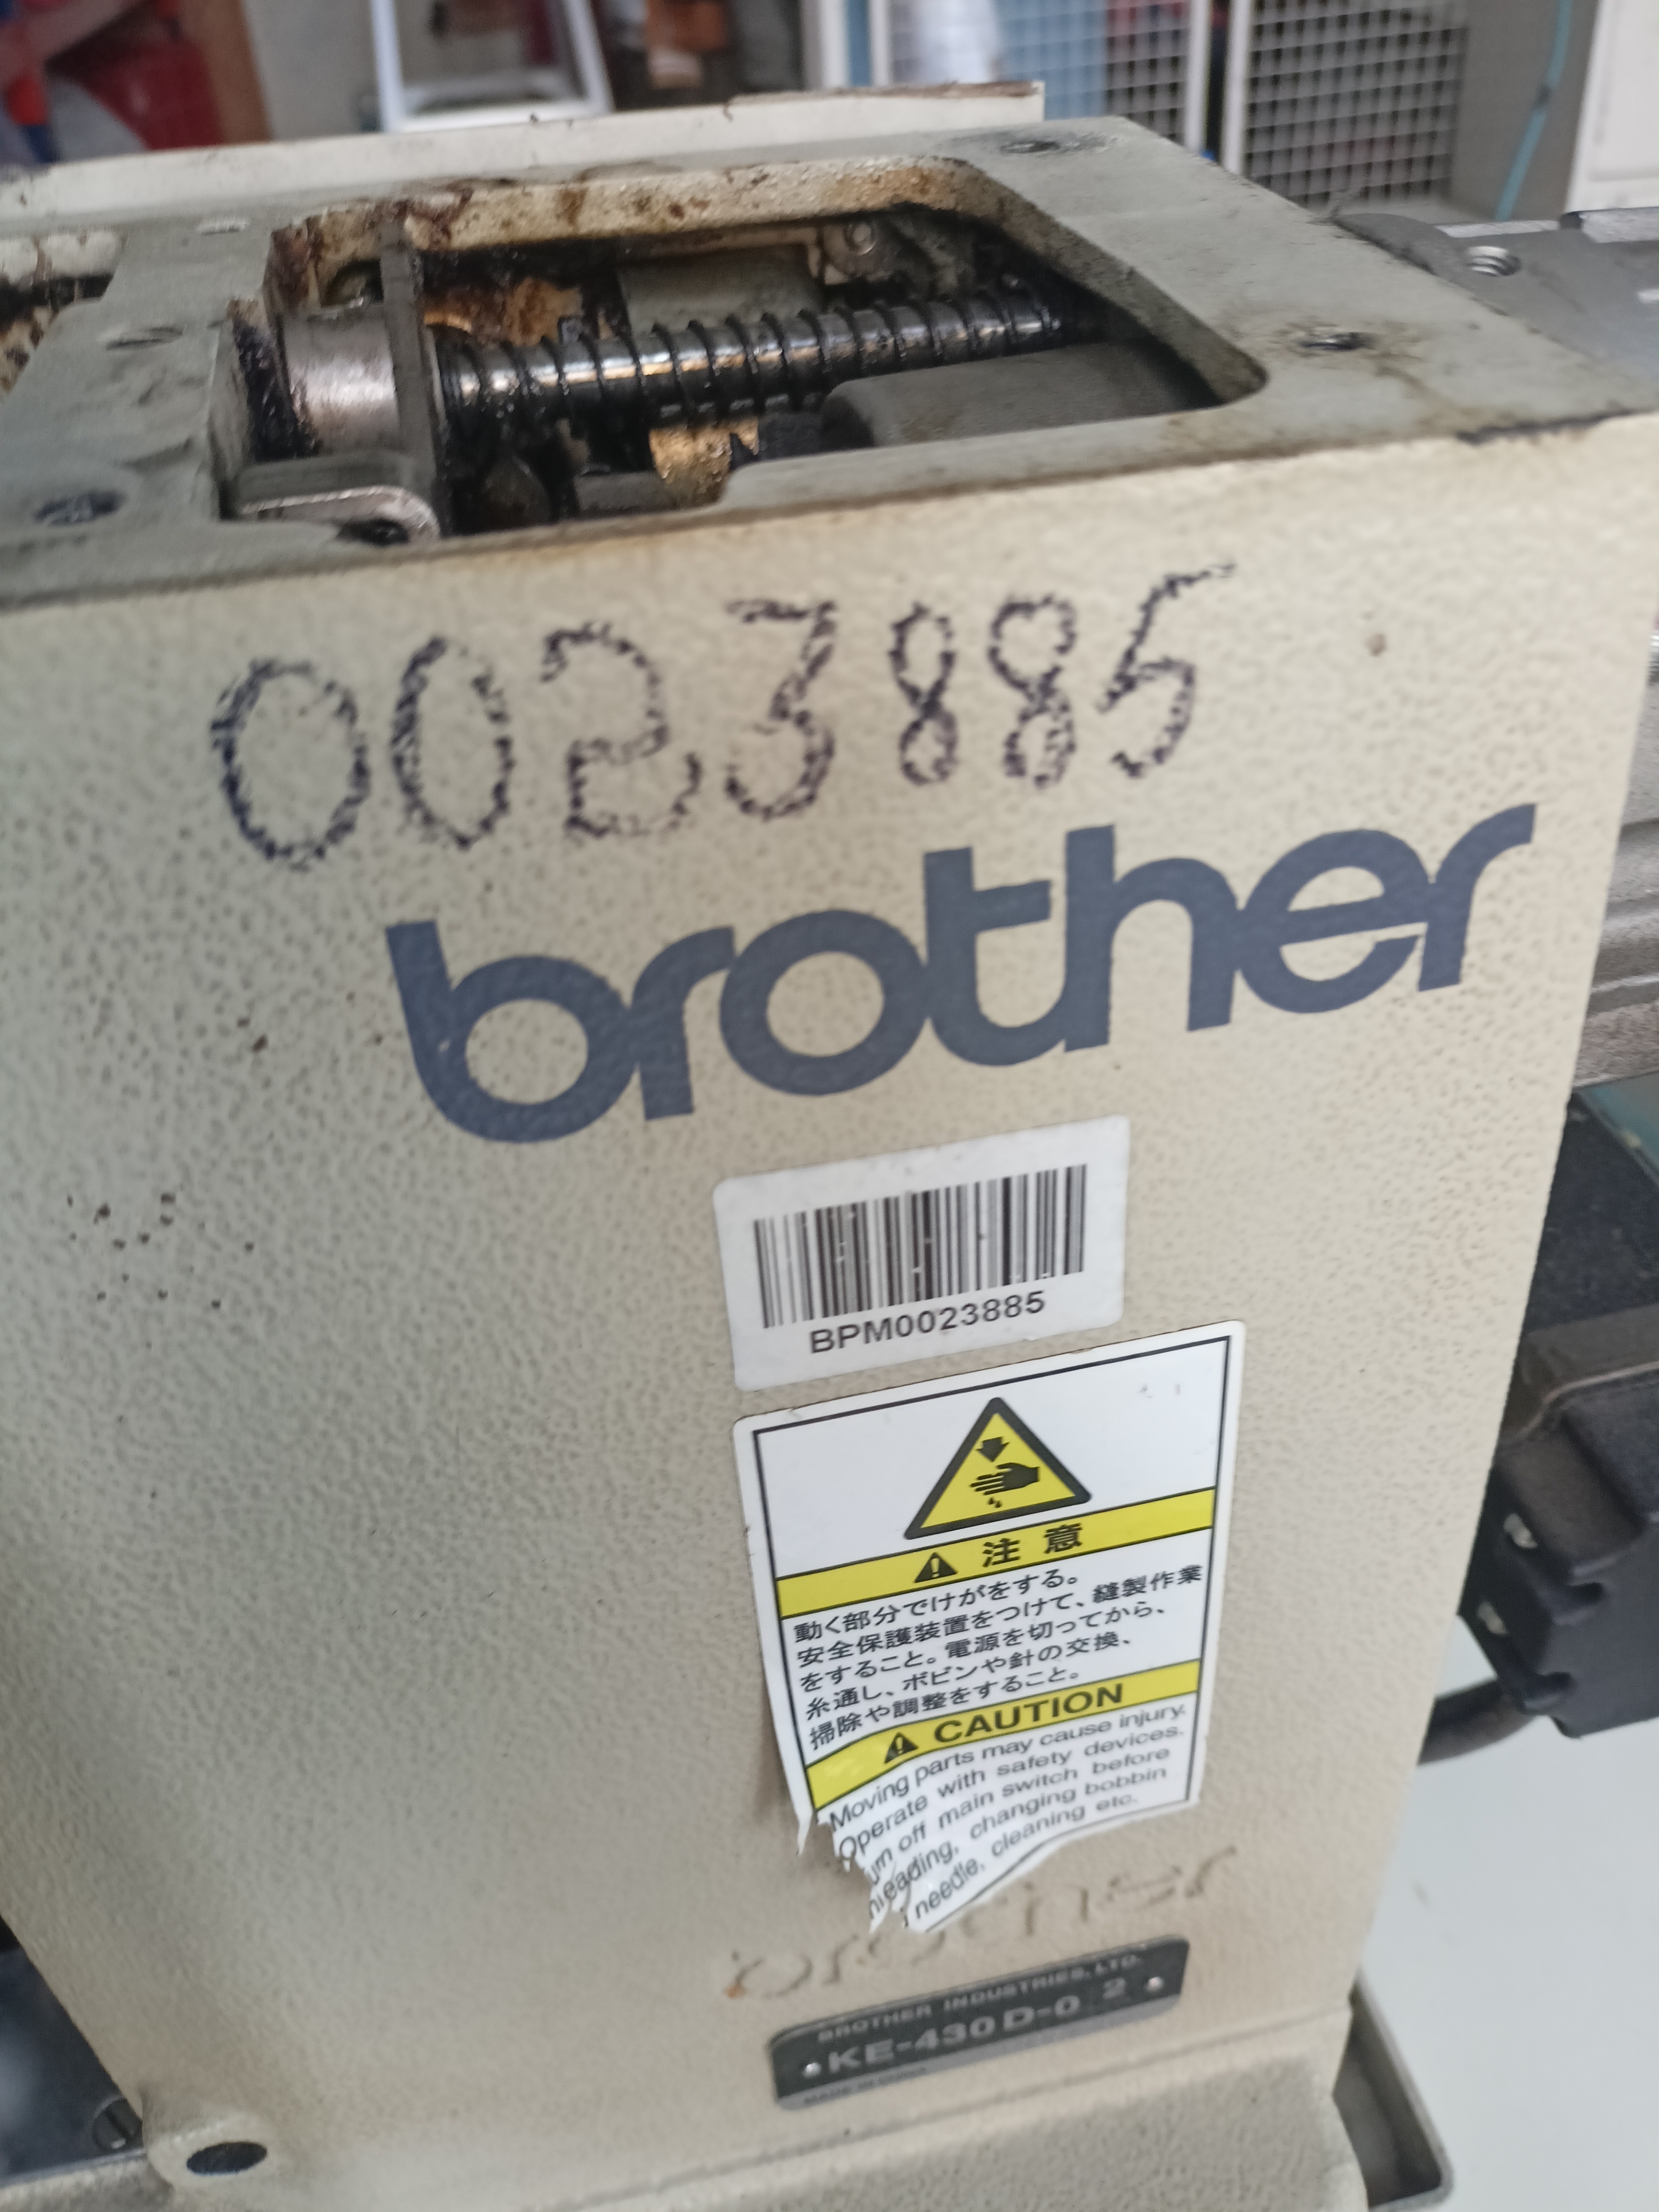 0023885
brother
BPM0023885
注意
動く部分でけがをする。
安全保護装置をつけて、縫製作業
をすること。電源を切ってから、
糸通し、ボビンや針の交換、
掃除や調整をすること。
CAUTION
Moving parts may cause injury.
Operate with safety devices.
urn off main switch before
hreading, changing bobbin
needle, cleaning etc.
brother
BROTHER INDUSTRIES, LTD.
KE-430D-02